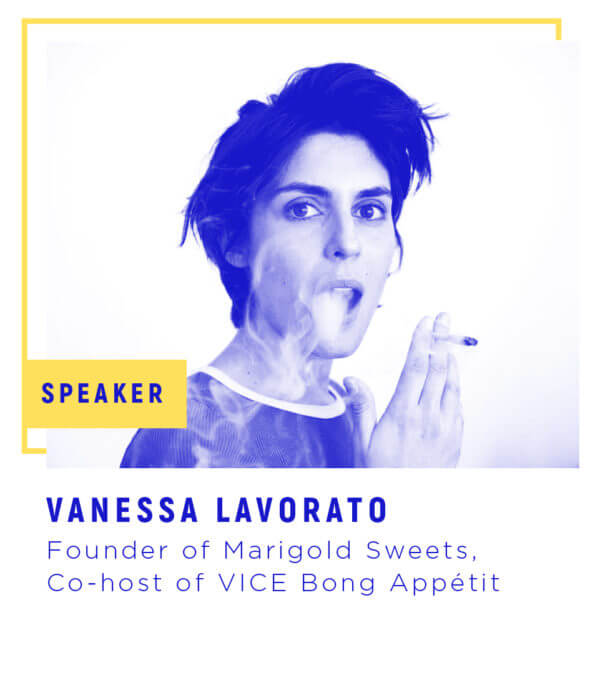 SPEAKER
VANESSA LAVORATO
Founder of Marigold Sweets,
Co-host of VICE Bong Appétit